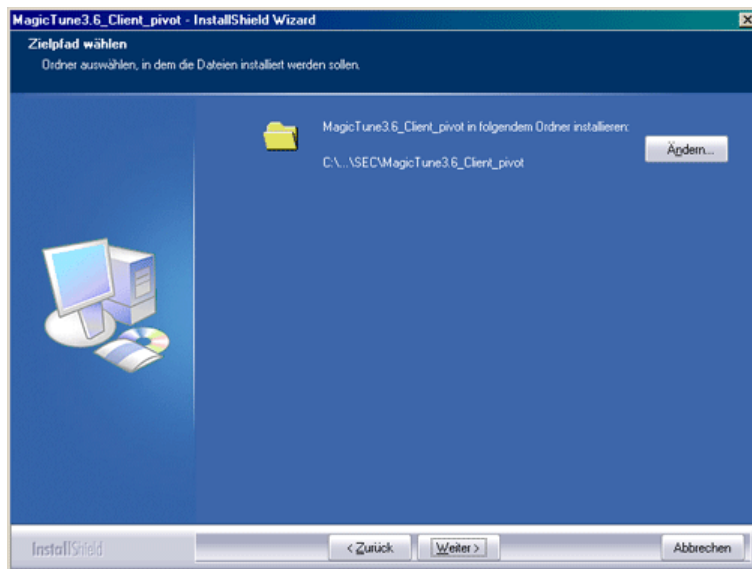 MagicTune3.6_Client_pivot - InstallShield Wizard
Zielpfad wählen
Ordner auswählen, in dem die Dateien installiert werden sollen.
MagicTune3.6_Client_pivot in folgendem Ordner installieren:
Ändern...
C:\...\SEC\MagicTune3.6_Client_pivot
InstallShield
< Zurück
Weiter >
Abbrechen